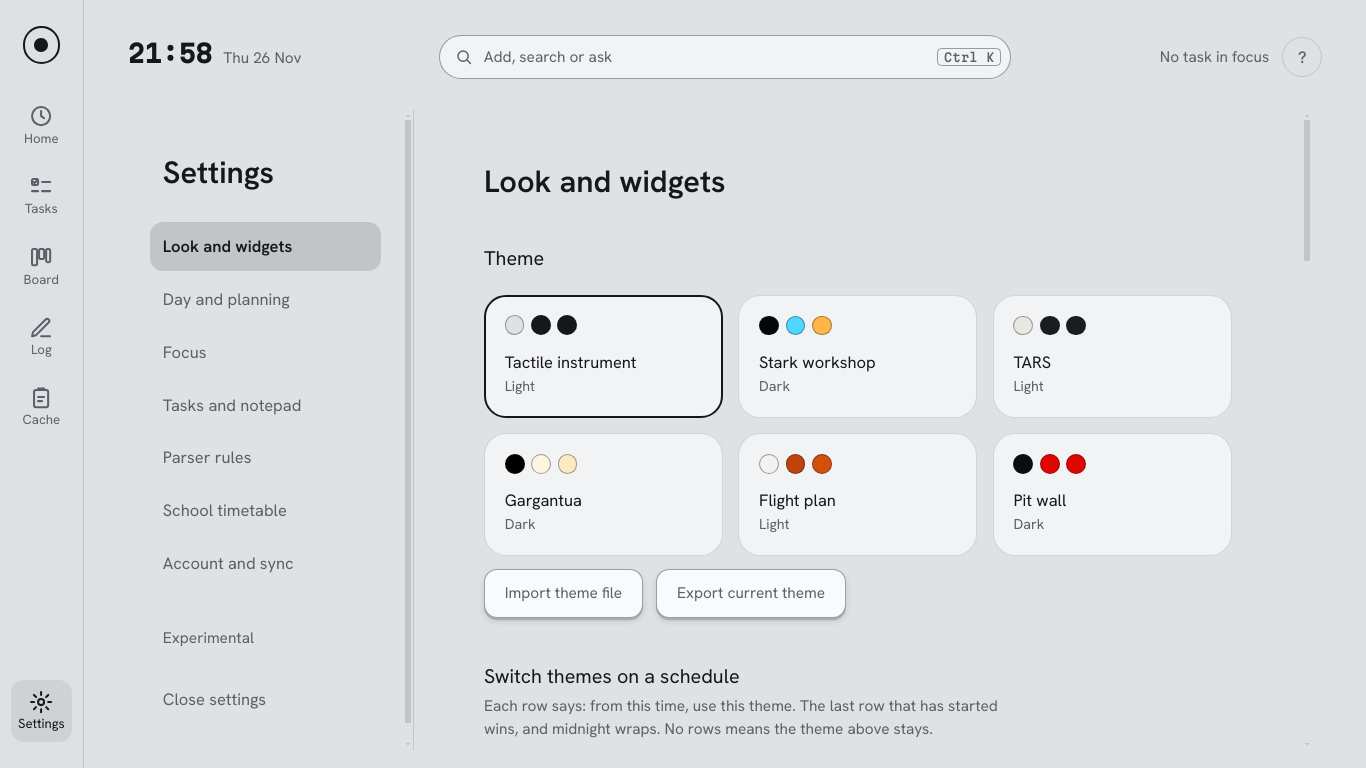 21:58 Thu 26 Nov
Add, search or ask
Ctrl K
No task in focus
?
Home
Tasks
Board
Log
Cache
Settings
Settings
Look and widgets
Day and planning
Focus
Tasks and notepad
Parser rules
School timetable
Account and sync
Experimental
Close settings
Look and widgets
Theme
Tactile instrument
Light
Stark workshop
Dark
TARS
Light
Gargantua
Dark
Flight plan
Light
Pit wall
Dark
Import theme file
Export current theme
Switch themes on a schedule
Each row says: from this time, use this theme. The last row that has started
wins, and midnight wraps. No rows means the theme above stays.